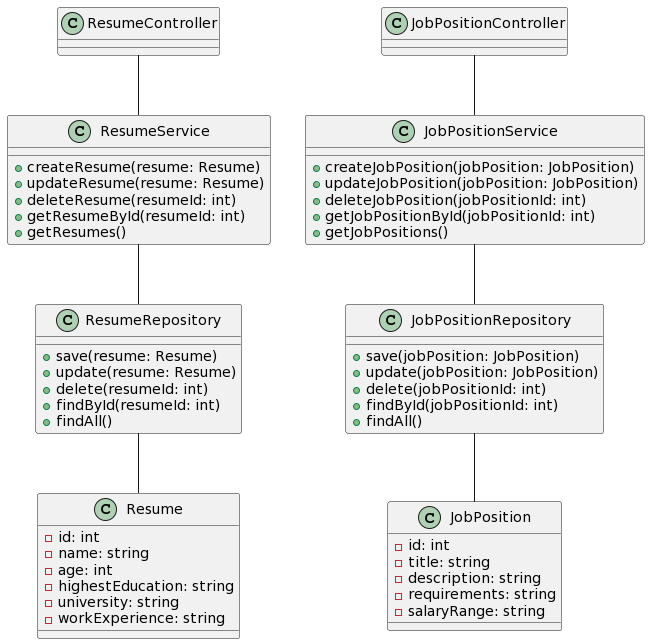 C ResumeController
C JobPositionController
C ResumeService
createResume(resume: Resume)
updateResume(resume: Resume)
deleteResume(resumeId: int)
getResumeById(resumeId: int)
getResumes()
C JobPositionService
createJobPosition(jobPosition: JobPosition)
updateJobPosition(jobPosition: JobPosition)
deleteJobPosition(jobPositionId: int)
getJobPositionById(jobPositionId: int)
getJobPositions()
C ResumeRepository
save(resume: Resume)
update(resume: Resume)
delete(resumeId: int)
findById(resumeId: int)
findAll()
C JobPositionRepository
save(jobPosition: JobPosition)
update(jobPosition: JobPosition)
delete(jobPositionId: int)
findById(jobPositionId: int)
findAll()
C Resume
id: int
name: string
age: int
highestEducation: string
university: string
workExperience: string
C JobPosition
id: int
title: string
description: string
requirements: string
salaryRange: string